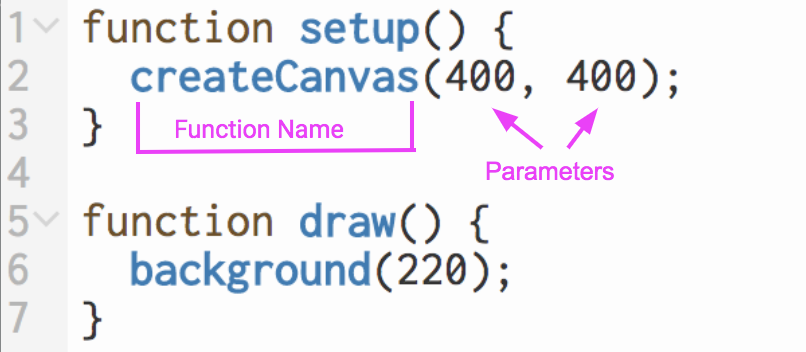 1 function setup() {
2 createCanvas(400, 400);
3 }
Function Name
Parameters
4
5 function draw() {
6 background(220);
7 }